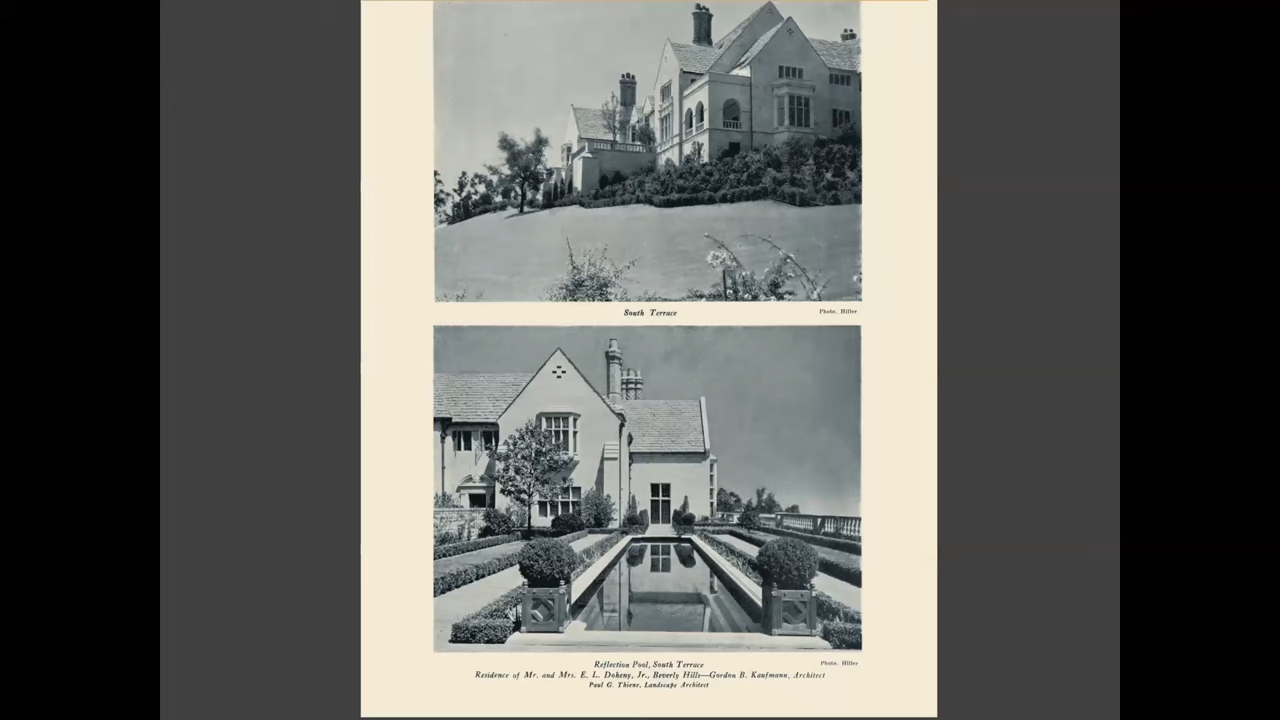 South Terrace
Photo, Hiller
Reflection Pool, South Terrace
Photo, Hiller
Residence of Mr. and Mrs. E. L. Doheny, Jr., Beverly Hills—Gordon B. Kaufmann, Architect
Paul G. Thiene, Landscape Architect